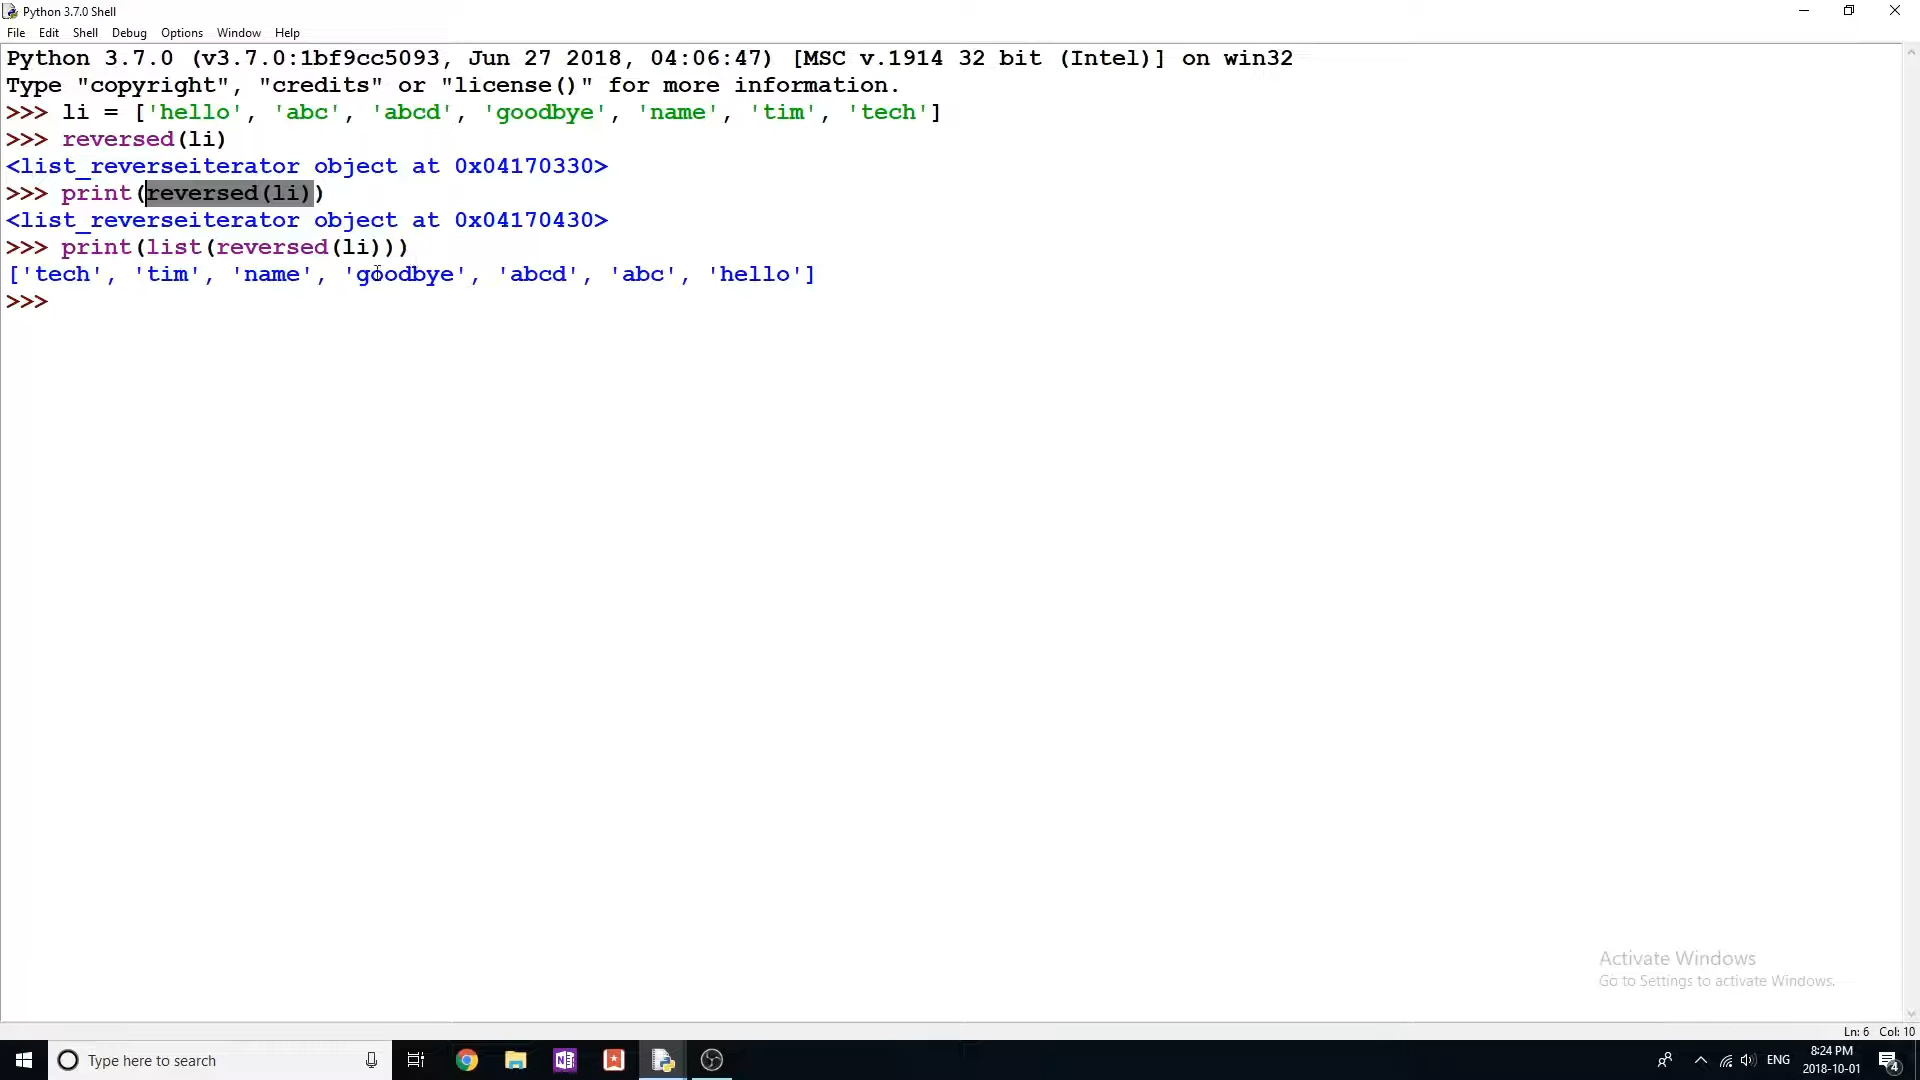 Python 3.7.0 Shell
File Edit Shell Debug Options Window Help
Python 3.7.0 (v3.7.0:1bf9cc5093, Jun 27 2018, 04:06:47) [MSC v.1914 32 bit (Intel)] on win32
Type "copyright", "credits" or "license()" for more information.
>>> li = ['hello', 'abc', 'abcd', 'goodbye', 'name', 'tim', 'tech']
>>> reversed(li)
<list_reverseiterator object at 0x04170330>
>>> print(reversed(li))
<list_reverseiterator object at 0x04170430>
>>> print(list(reversed(li)))
['tech', 'tim', 'name', 'goodbye', 'abcd', 'abc', 'hello']
>>>
Activate Windows
Go to Settings to activate Windows.
Ln: 6 Col: 10
Type here to search
ENG
8:24 PM
2018-10-01
4